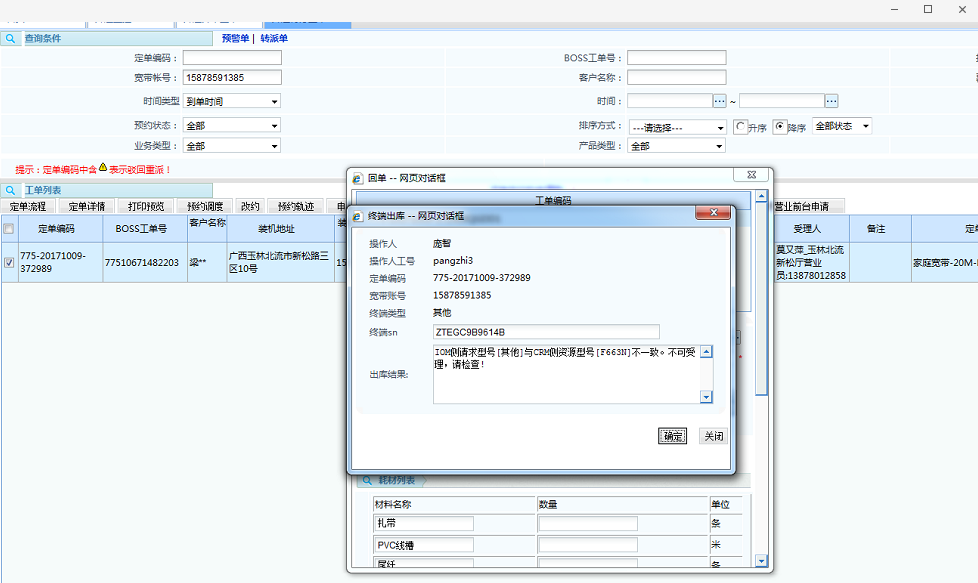 查询条件
预警单 | 转派单
定单编码：
BOSS工单号：
宽带帐号：
15878591385
客户名称：
时间类型
到单时间
时间：
~
预约状态：
全部
排序方式：
---请选择---
升序
降序
全部状态
业务类型：
全部
产品类型：
全部
提示：定单编码中含
表示驳回重派！
工单列表
定单流程
定单详情
打印预览
预约调度
改约
预约轨迹
营业前台申请
定单编码
BOSS工单号
客户名称
装机地址
受理人
备注
775-20171009-
372989
77510671482203
梁**
广西玉林北流市新松路三
区10号
莫又萍_玉林北流
新松厅营业
员:13878012858
家庭宽带-20M-
回单 -- 网页对话框
工单编码
终端出库 -- 网页对话框
操作人
庞智
操作人工号
pangzhi3
定单编码
775-20171009-372989
宽带账号
15878591385
终端类型
其他
终端sn
ZTEGC9B9614B
出库结果:
IOM侧请求型号[其他]与CRM侧资源型号[F663N]不一致。不可受
理，请检查！
确定
关闭
耗材列表
材料名称
数量
单位
扎带
条
PVC线槽
米
尾纤
条